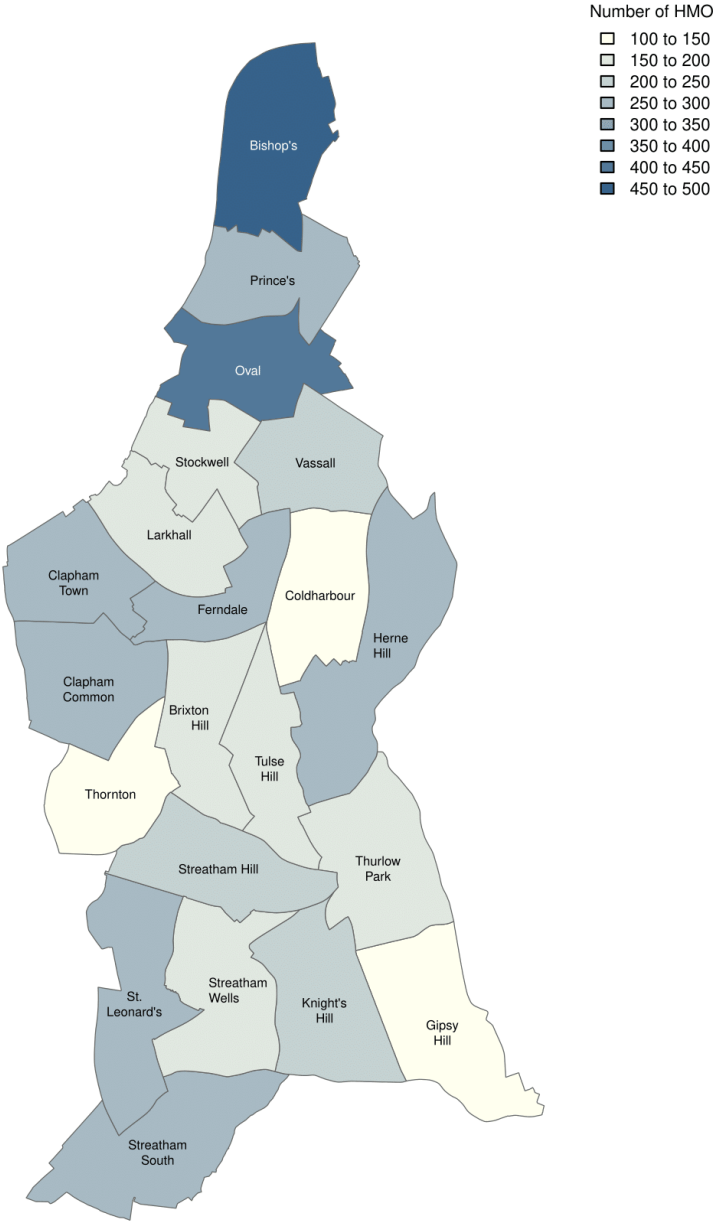 Number of HMO
100 to 150
150 to 200
200 to 250
250 to 300
300 to 350
350 to 400
400 to 450
450 to 500
Bishop's
Prince's
Oval
Stockwell
Vassall
Larkhall
Clapham
Town
Ferndale
Coldharbour
Herne
Hill
Clapham
Common
Brixton
Hill
Tulse
Hill
Thornton
Streatham Hill
Thurlow
Park
St.
Leonard's
Streatham
Wells
Knight's
Hill
Gipsy
Hill
Streatham
South